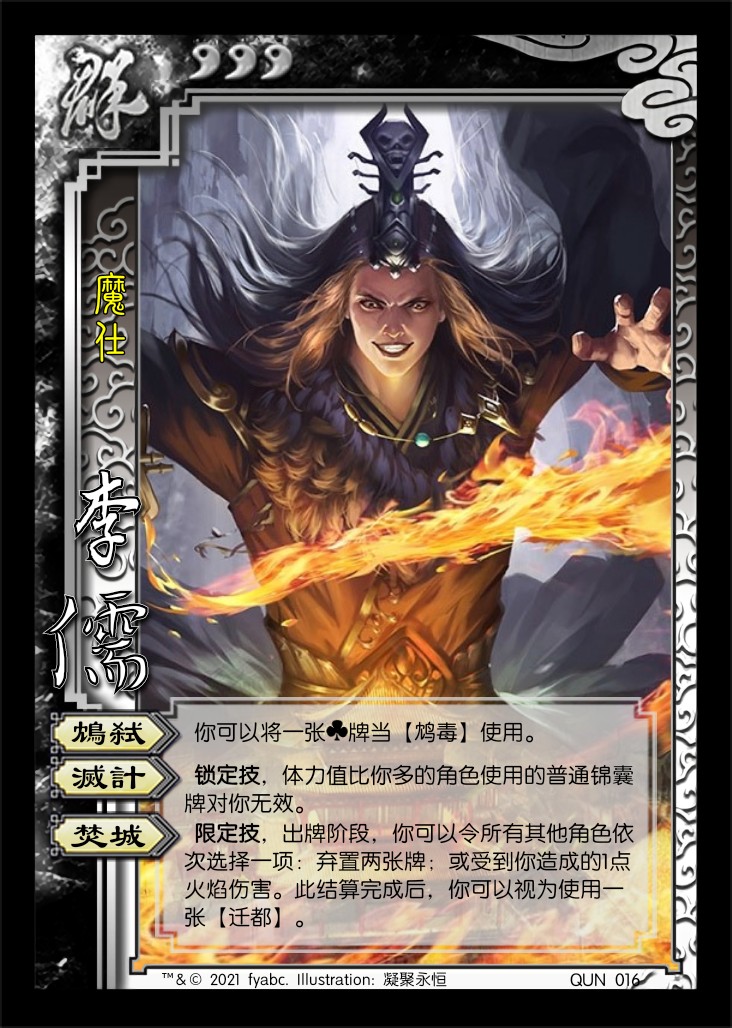 群
魔仕
李儒
鴆弑
你可以将一张♣牌当【鸩毒】使用。
滅計
锁定技，体力值比你多的角色使用的普通锦囊
牌对你无效。
焚城
限定技，出牌阶段，你可以令所有其他角色依
次选择一项：弃置两张牌；或受到你造成的1点
火焰伤害。此结算完成后，你可以视为使用一
张【迁都】。
™&© 2021 fyabc. Illustration: 凝聚永恒
QUN 016